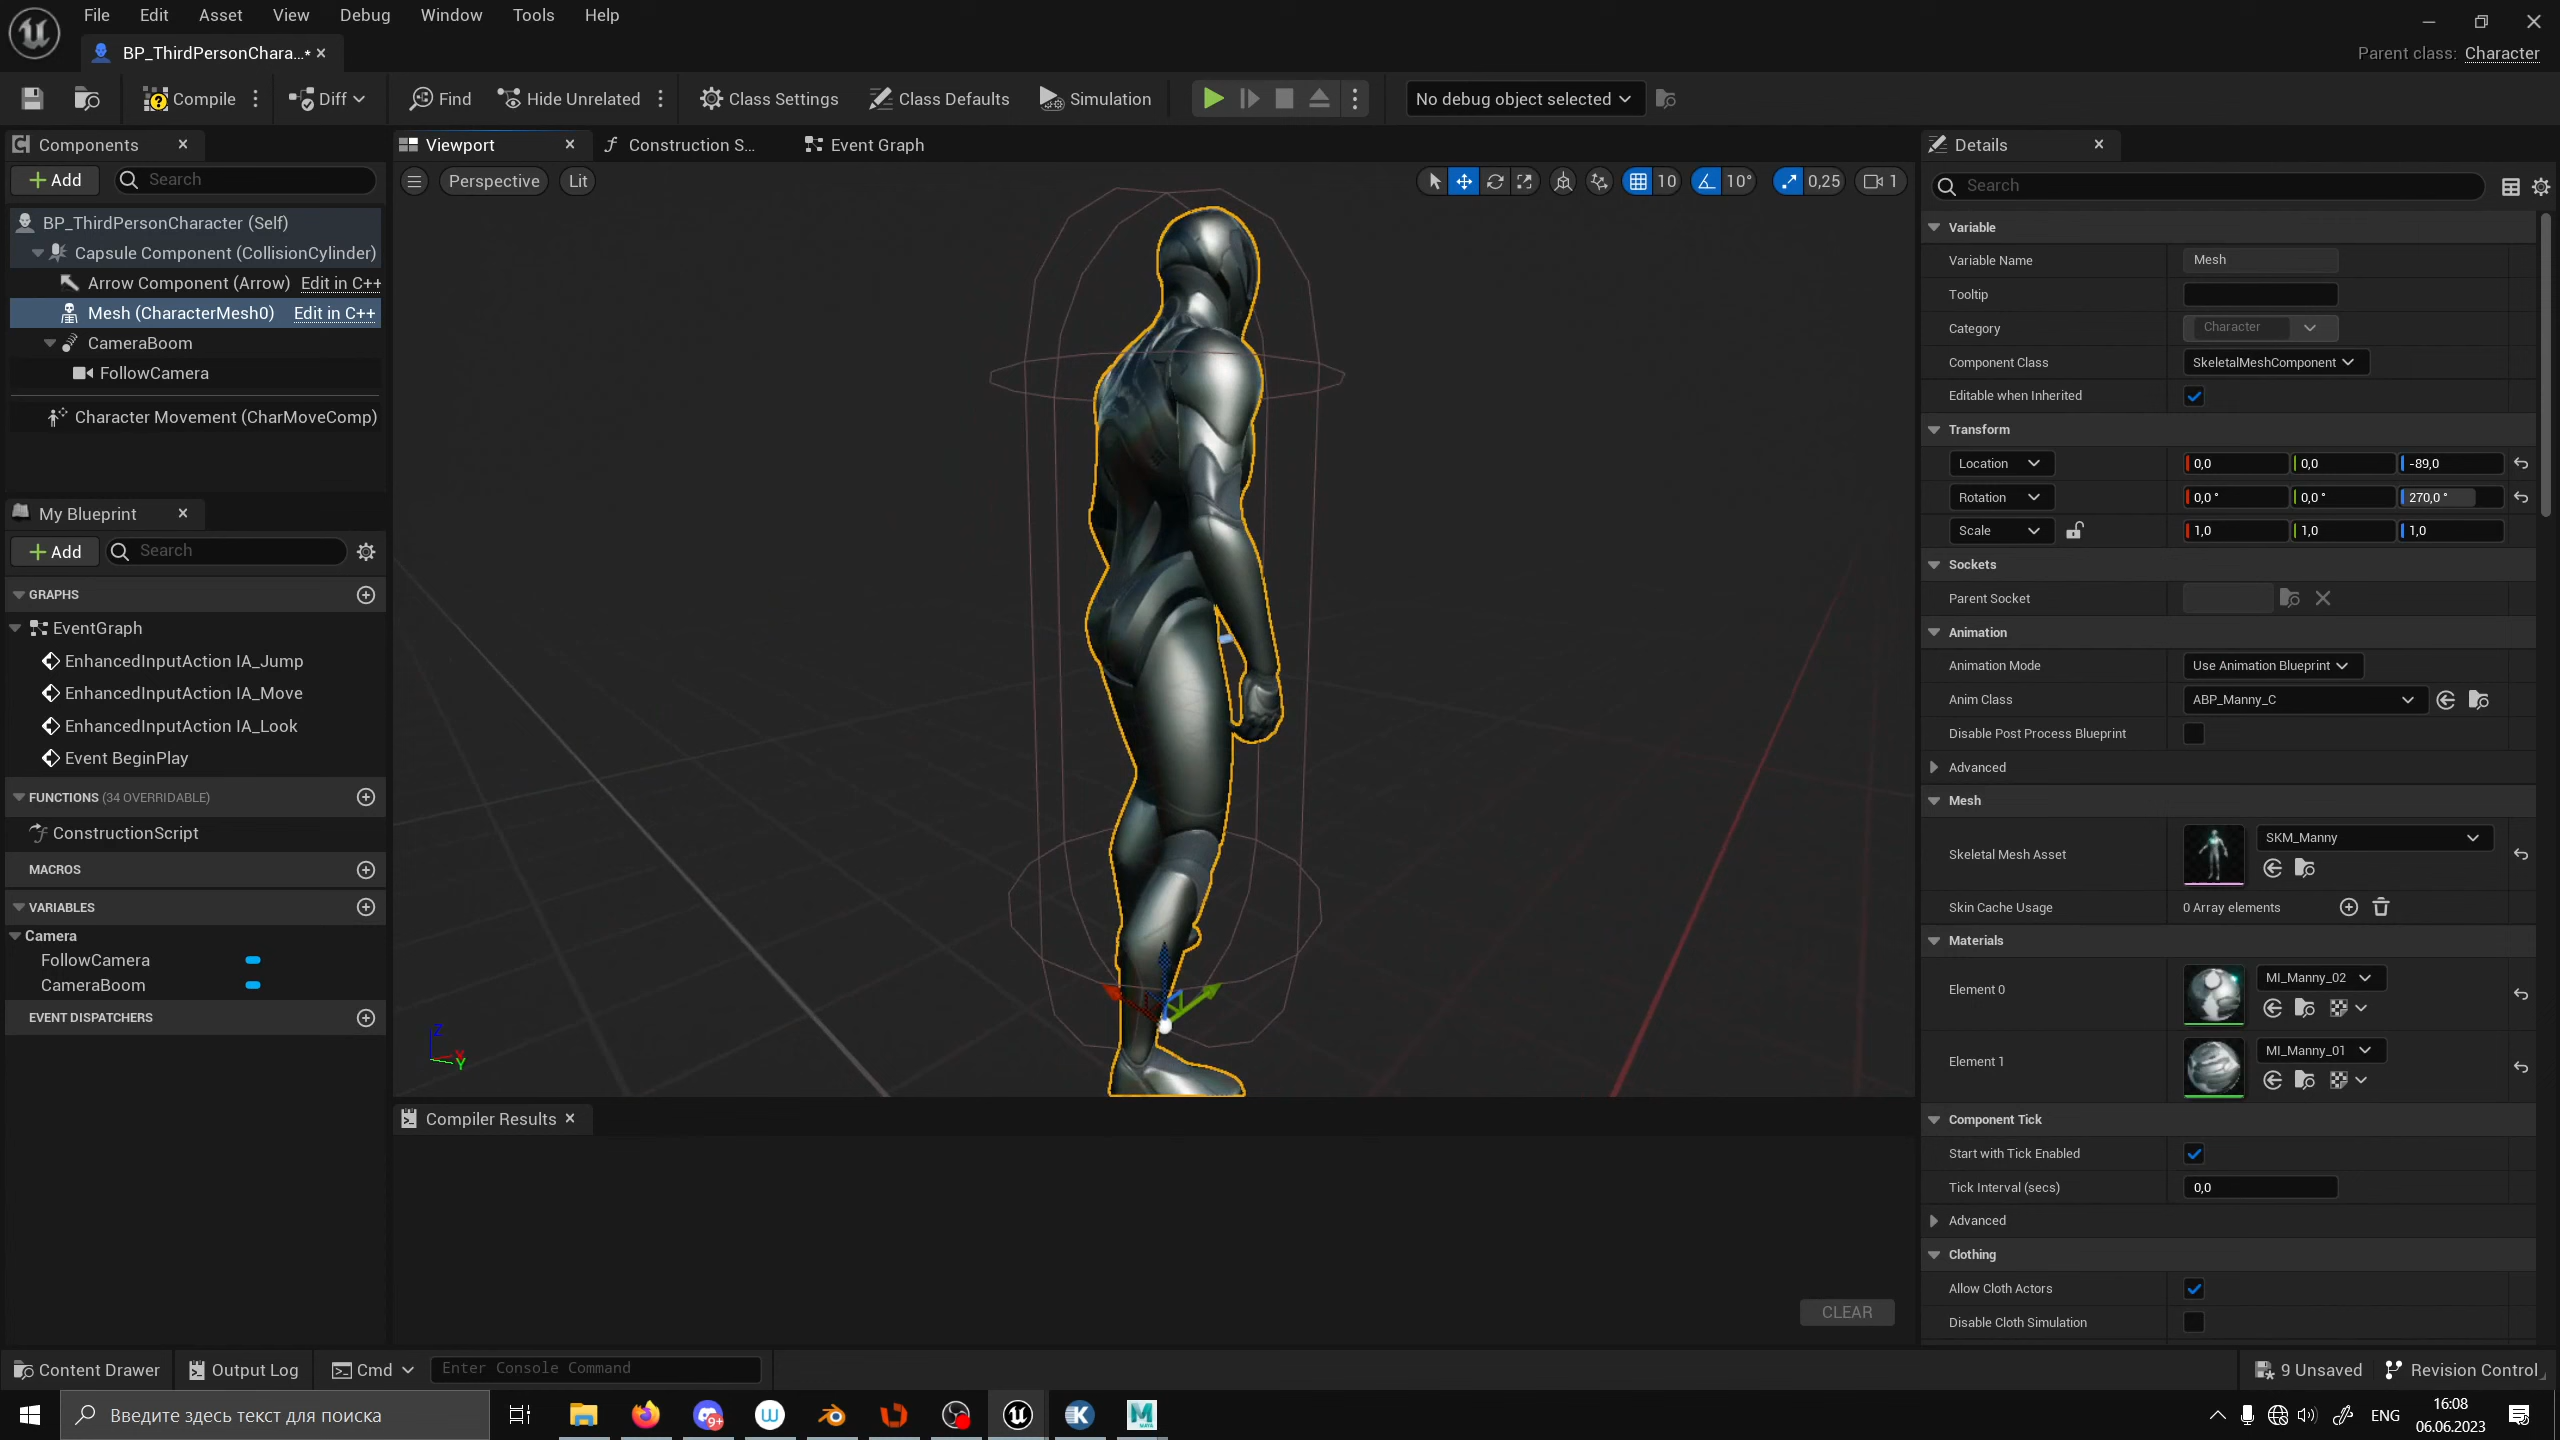 File Edit Asset View Debug Window Tools Help
BP_ThirdPersonChara...*
Parent class: Character
Compile Diff Find Hide Unrelated Class Settings Class Defaults Simulation No debug object selected
Components
Add Search
BP_ThirdPersonCharacter (Self)
Capsule Component (CollisionCylinder)
Arrow Component (Arrow) Edit in C++
Mesh (CharacterMesh0) Edit in C++
CameraBoom
FollowCamera
Character Movement (CharMoveComp)
My Blueprint
Add Search
GRAPHS
EventGraph
EnhancedInputAction IA_Jump
EnhancedInputAction IA_Move
EnhancedInputAction IA_Look
Event BeginPlay
FUNCTIONS (34 OVERRIDABLE)
ConstructionScript
MACROS
VARIABLES
Camera
FollowCamera
CameraBoom
EVENT DISPATCHERS
Viewport Construction S... Event Graph
Perspective Lit 10 10° 0,25 1
Z
X
Y
Compiler Results
CLEAR
Details
Search
Variable
Variable Name Mesh
Tooltip
Category Character
Component Class SkeletalMeshComponent
Editable when Inherited
Transform
Location 0,0 0,0 -89,0
Rotation 0,0 ° 0,0 ° 270,0 °
Scale 1,0 1,0 1,0
Sockets
Parent Socket
Animation
Animation Mode Use Animation Blueprint
Anim Class ABP_Manny_C
Disable Post Process Blueprint
Advanced
Mesh
Skeletal Mesh Asset SKM_Manny
Skin Cache Usage 0 Array elements
Materials
Element 0 MI_Manny_02
Element 1 MI_Manny_01
Component Tick
Start with Tick Enabled
Tick Interval (secs) 0,0
Advanced
Clothing
Allow Cloth Actors
Disable Cloth Simulation
Content Drawer Output Log Cmd Enter Console Command 9 Unsaved Revision Control
Введите здесь текст для поиска
9+
ENG
16:08
06.06.2023